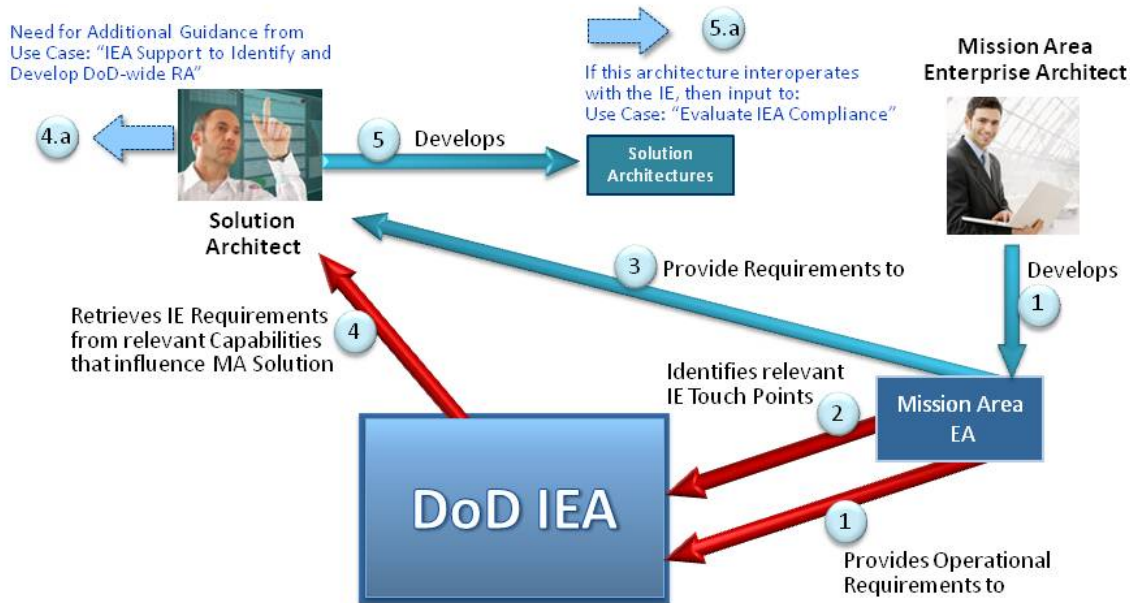 Need for Additional Guidance from
Use Case: “IEA Support to Identify and
Develop DoD-wide RA”
4.a
5.a
If this architecture interoperates
with the IE, then input to:
Use Case: “Evaluate IEA Compliance”
Mission Area
Enterprise Architect
5
Develops
Solution
Architectures
Solution
Architect
3
Provide Requirements to
Develops
1
Retrieves IE Requirements
from relevant Capabilities
that influence MA Solution
4
Identifies relevant
IE Touch Points
2
Mission Area
EA
DoD IEA
1
Provides Operational
Requirements to